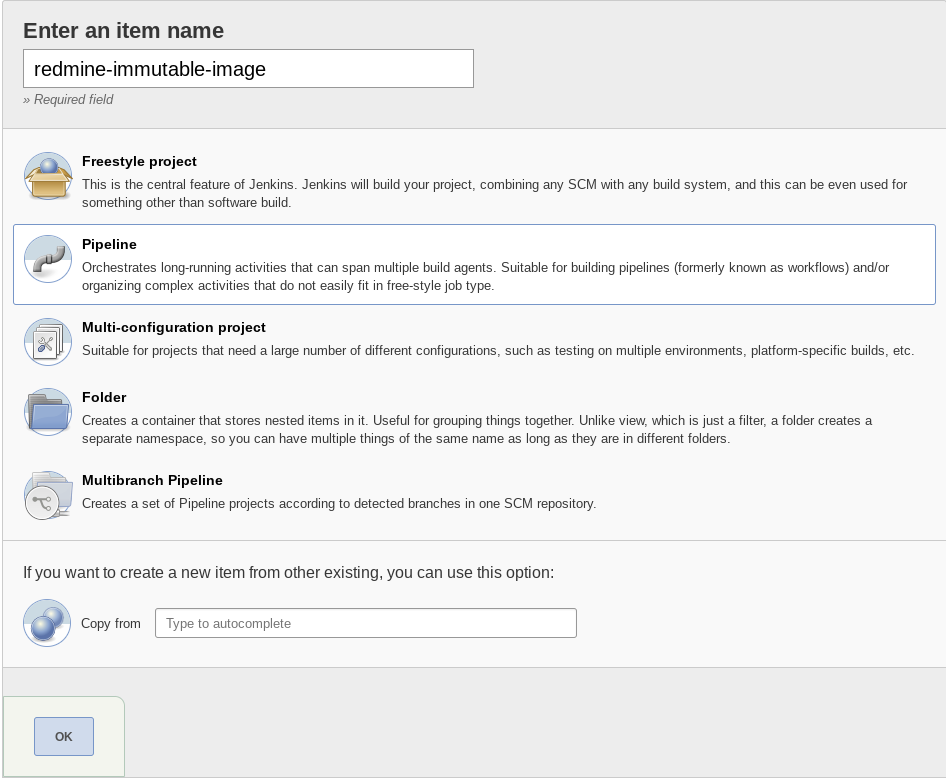 Enter an item name
redmine-immutable-image
» Required field
Freestyle project
This is the central feature of Jenkins. Jenkins will build your project, combining any SCM with any build system, and this can be even used for
something other than software build.
Pipeline
Orchestrates long-running activities that can span multiple build agents. Suitable for building pipelines (formerly known as workflows) and/or
organizing complex activities that do not easily fit in free-style job type.
Multi-configuration project
Suitable for projects that need a large number of different configurations, such as testing on multiple environments, platform-specific builds, etc.
Folder
Creates a container that stores nested items in it. Useful for grouping things together. Unlike view, which is just a filter, a folder creates a
separate namespace, so you can have multiple things of the same name as long as they are in different folders.
Multibranch Pipeline
Creates a set of Pipeline projects according to detected branches in one SCM repository.
If you want to create a new item from other existing, you can use this option:
Copy from
Type to autocomplete
OK